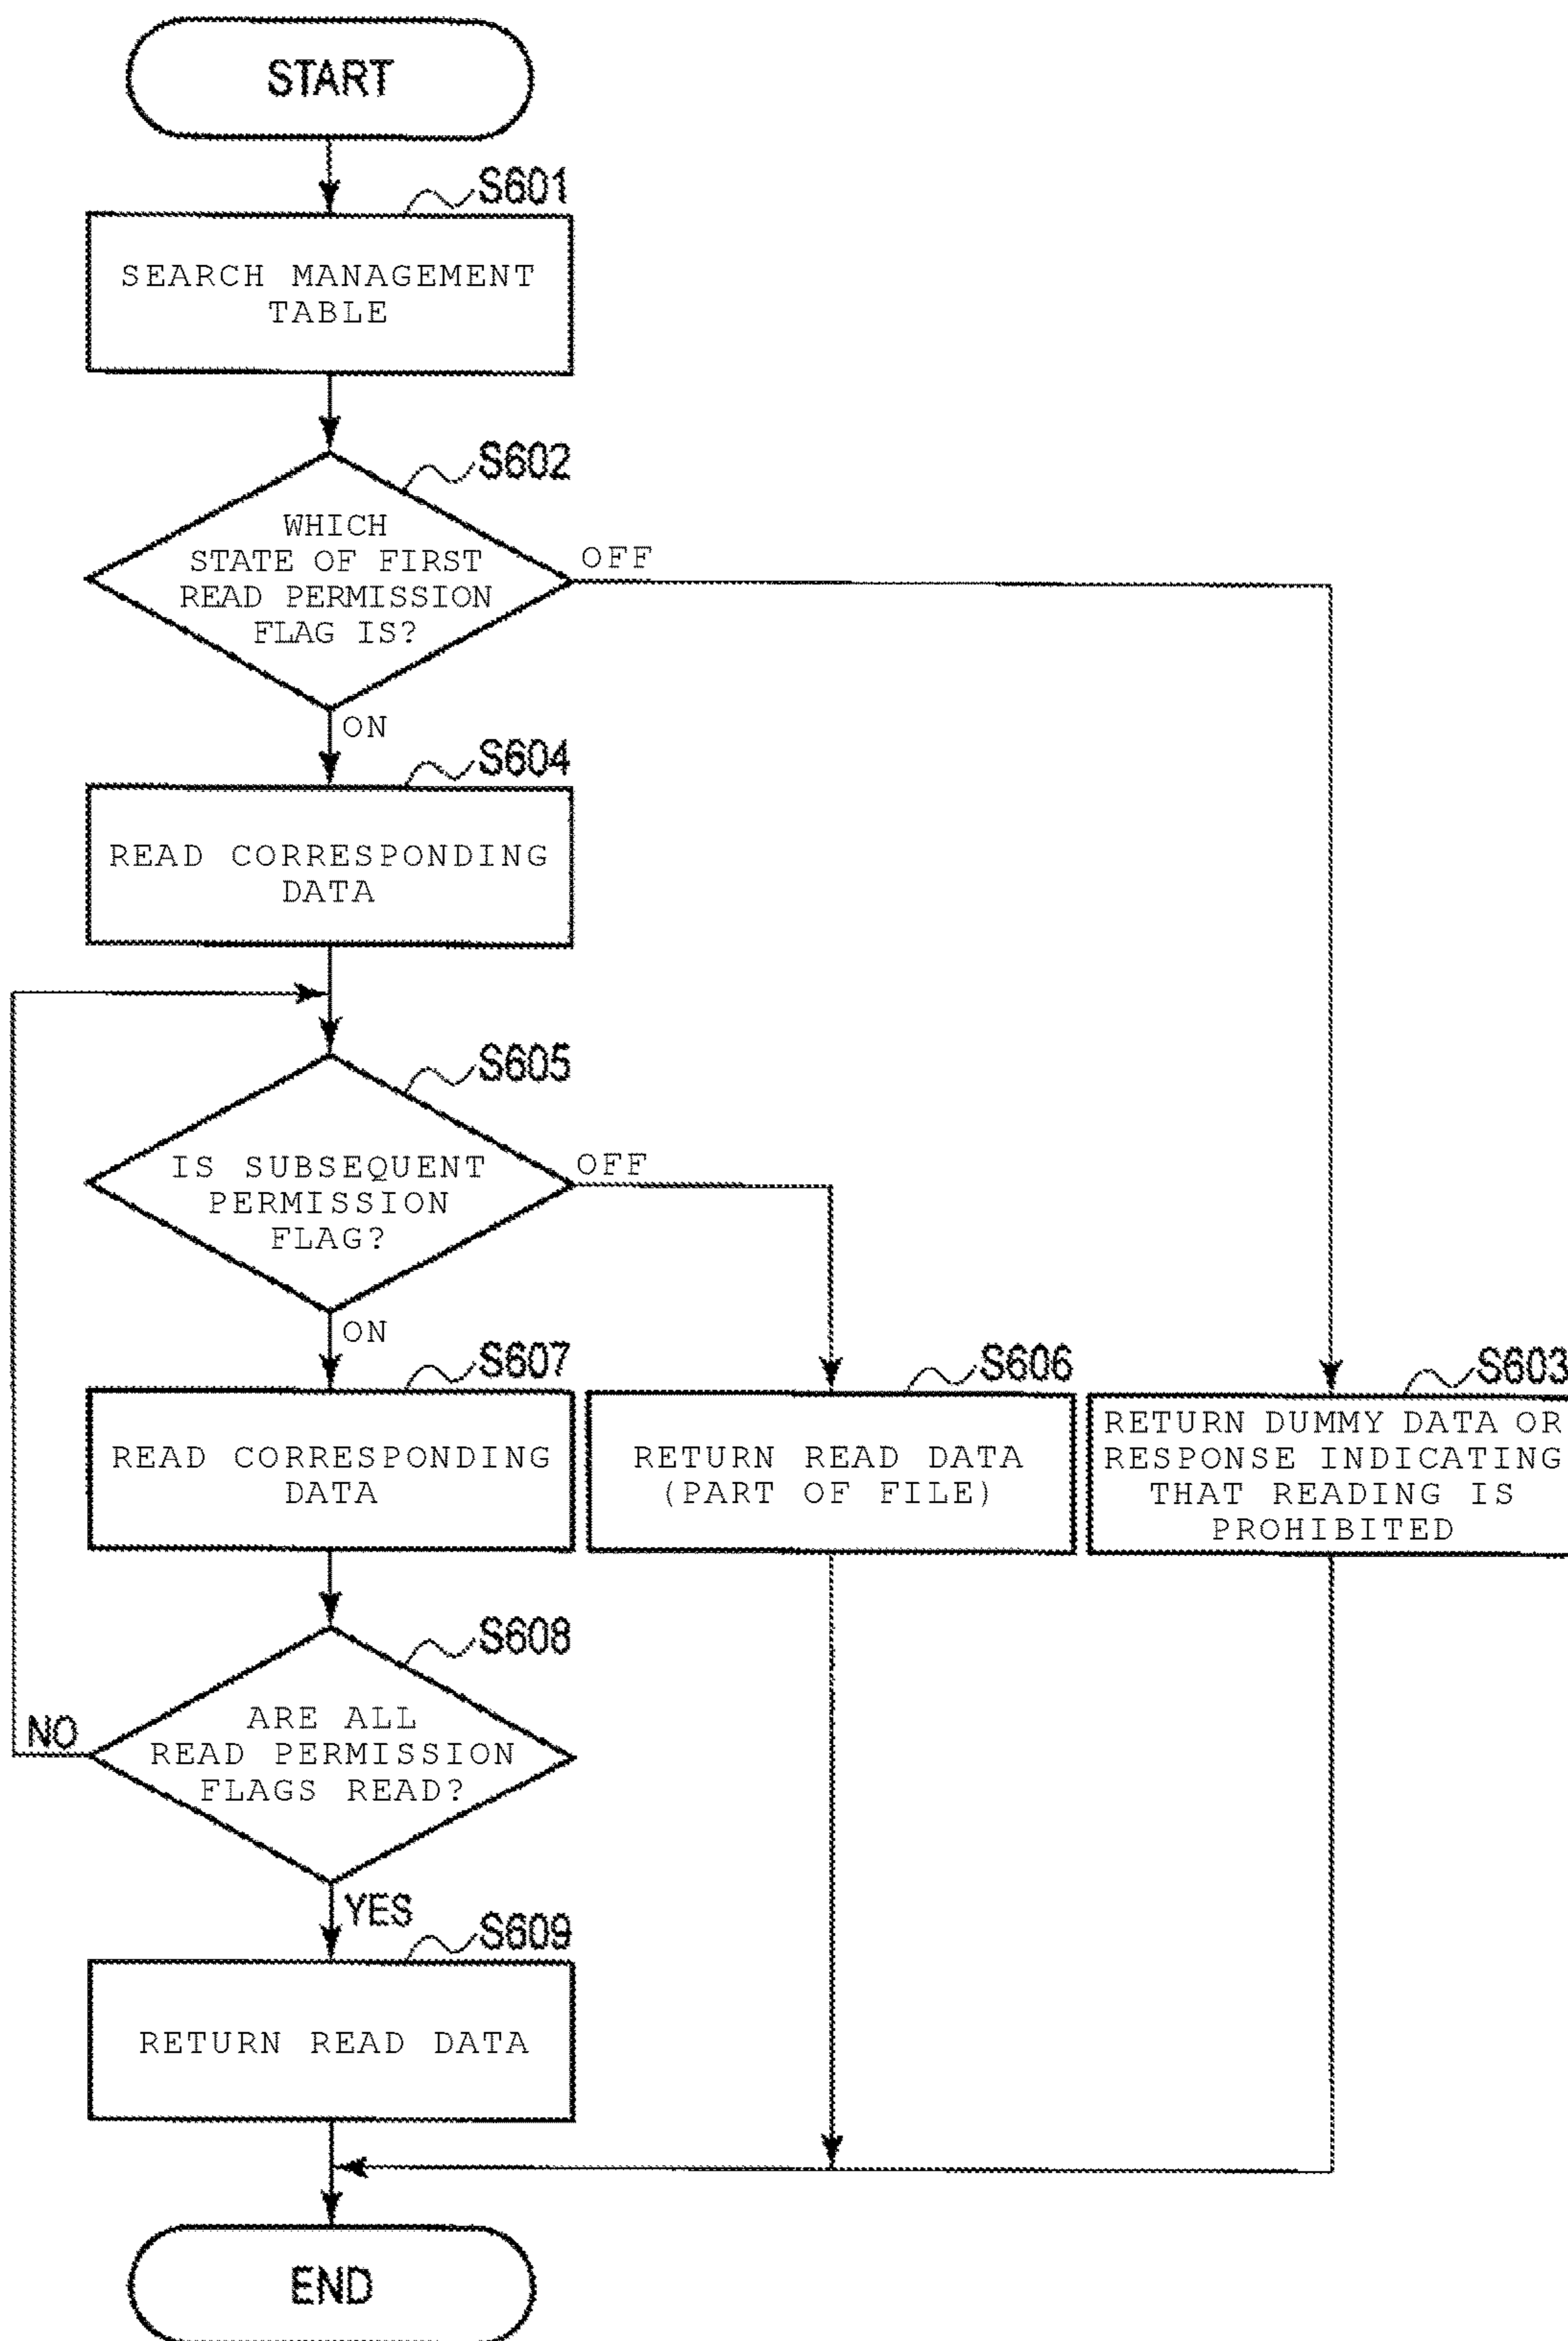 START
S601
SEARCH MANAGEMENT
TABLE
S602
WHICH
STATE OF FIRST
READ PERMISSION
FLAG IS?
OFF
ON
S604
READ CORRESPONDING
DATA
S605
IS SUBSEQUENT
PERMISSION
FLAG?
OFF
ON
S607
READ CORRESPONDING
DATA
S606
RETURN READ DATA
(PART OF FILE)
S603
RETURN DUMMY DATA OR
RESPONSE INDICATING
THAT READING IS
PROHIBITED
S608
ARE ALL
READ PERMISSION
FLAGS READ?
NO
YES
S609
RETURN READ DATA
END